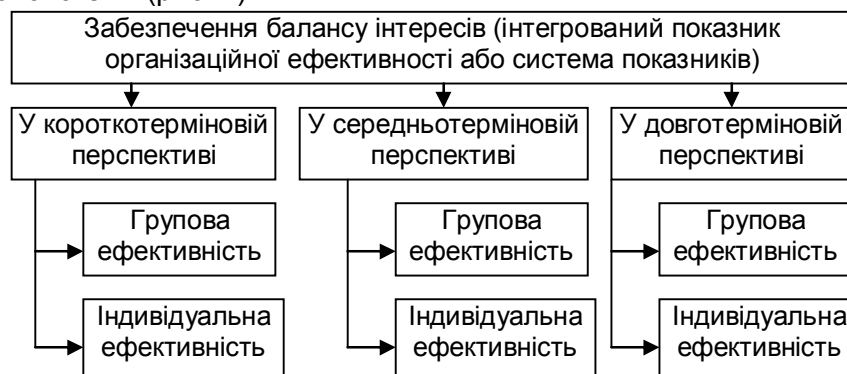 Забезпечення балансу інтересів (інтегрований показник
організаційної ефективності або система показників)
У короткотерміновій
перспективі
У середньотерміновій
перспективі
У довготерміновій
перспективі
Групова
ефективність
Групова
ефективність
Групова
ефективність
Індивідуальна
ефективність
Індивідуальна
ефективність
Індивідуальна
ефективність